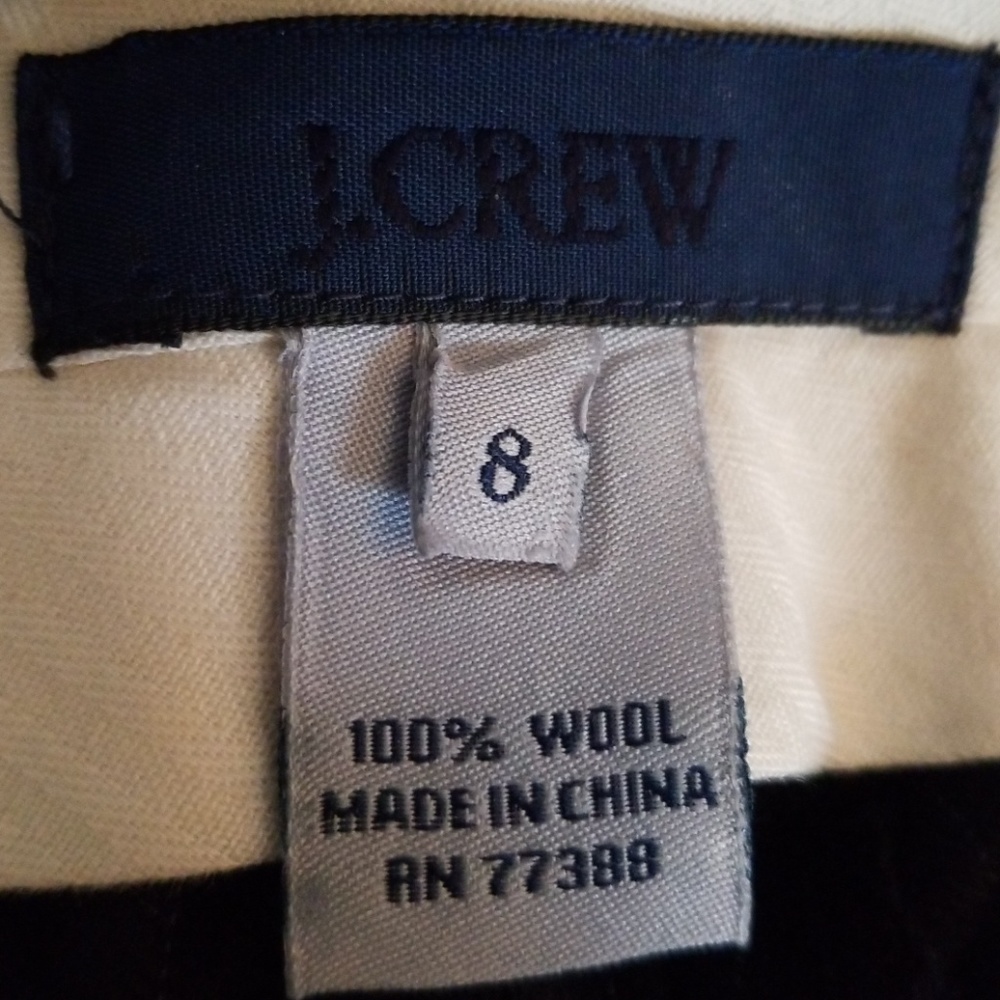 J.CREW
8
100% WOOL
MADE IN CHINA
RN 77388